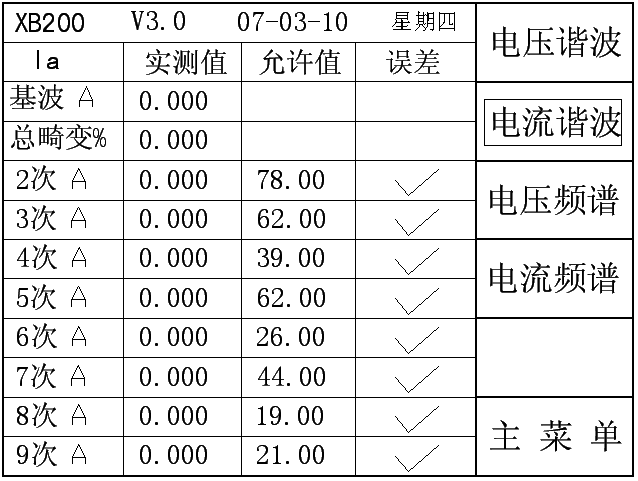 XB200 V3.0 07-03-10 星期四
Ia 实测值 允许值 误差
基波 A 0.000
总畸变% 0.000
2次 A 0.000 78.00
3次 A 0.000 62.00
4次 A 0.000 39.00
5次 A 0.000 62.00
6次 A 0.000 26.00
7次 A 0.000 44.00
8次 A 0.000 19.00
9次 A 0.000 21.00
电压谐波
电流谐波
电压频谱
电流频谱
主菜单